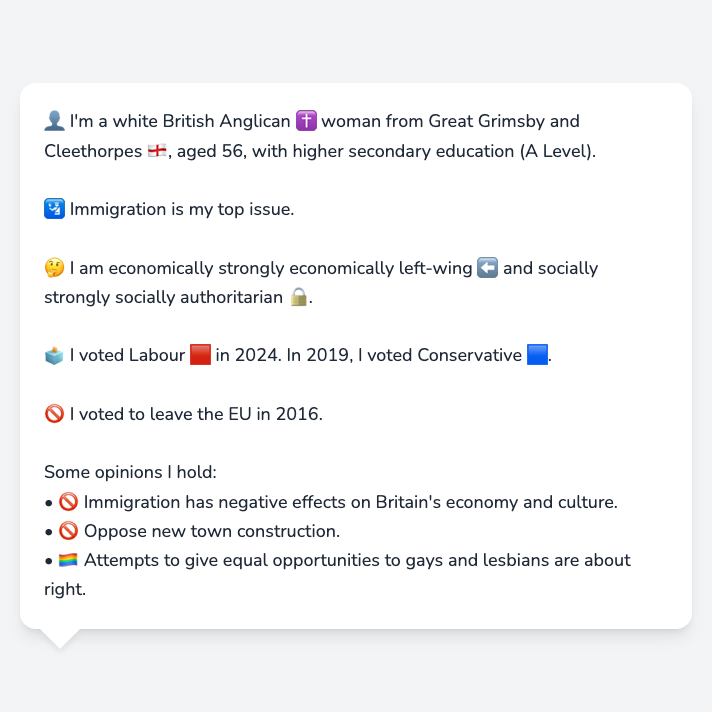 👤 I'm a white British Anglican ✝️ woman from Great Grimsby and
Cleethorpes 🏴󠁧󠁢󠁥󠁮󠁧󠁿, aged 56, with higher secondary education (A Level).
🛂 Immigration is my top issue.
🤔 I am economically strongly economically left-wing ⬅️ and socially
strongly socially authoritarian 🔒.
🗳️ I voted Labour 🟥 in 2024. In 2019, I voted Conservative 🟦.
🚫 I voted to leave the EU in 2016.
Some opinions I hold:
• 🚫 Immigration has negative effects on Britain's economy and culture.
• 🚫 Oppose new town construction.
• 🏳️‍🌈 Attempts to give equal opportunities to gays and lesbians are about
right.